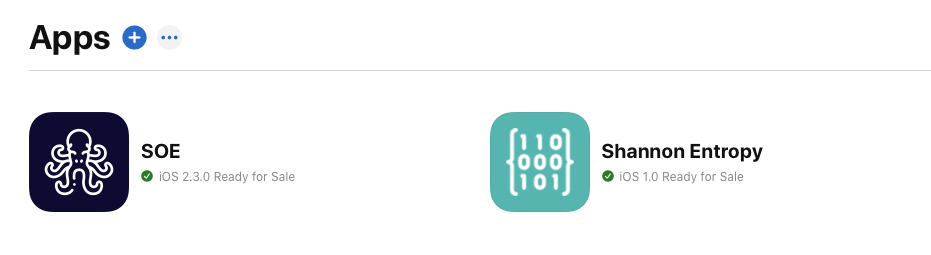 Apps
SOE
iOS 2.3.0 Ready for Sale
{110
000
101}
Shannon Entropy
iOS 1.0 Ready for Sale